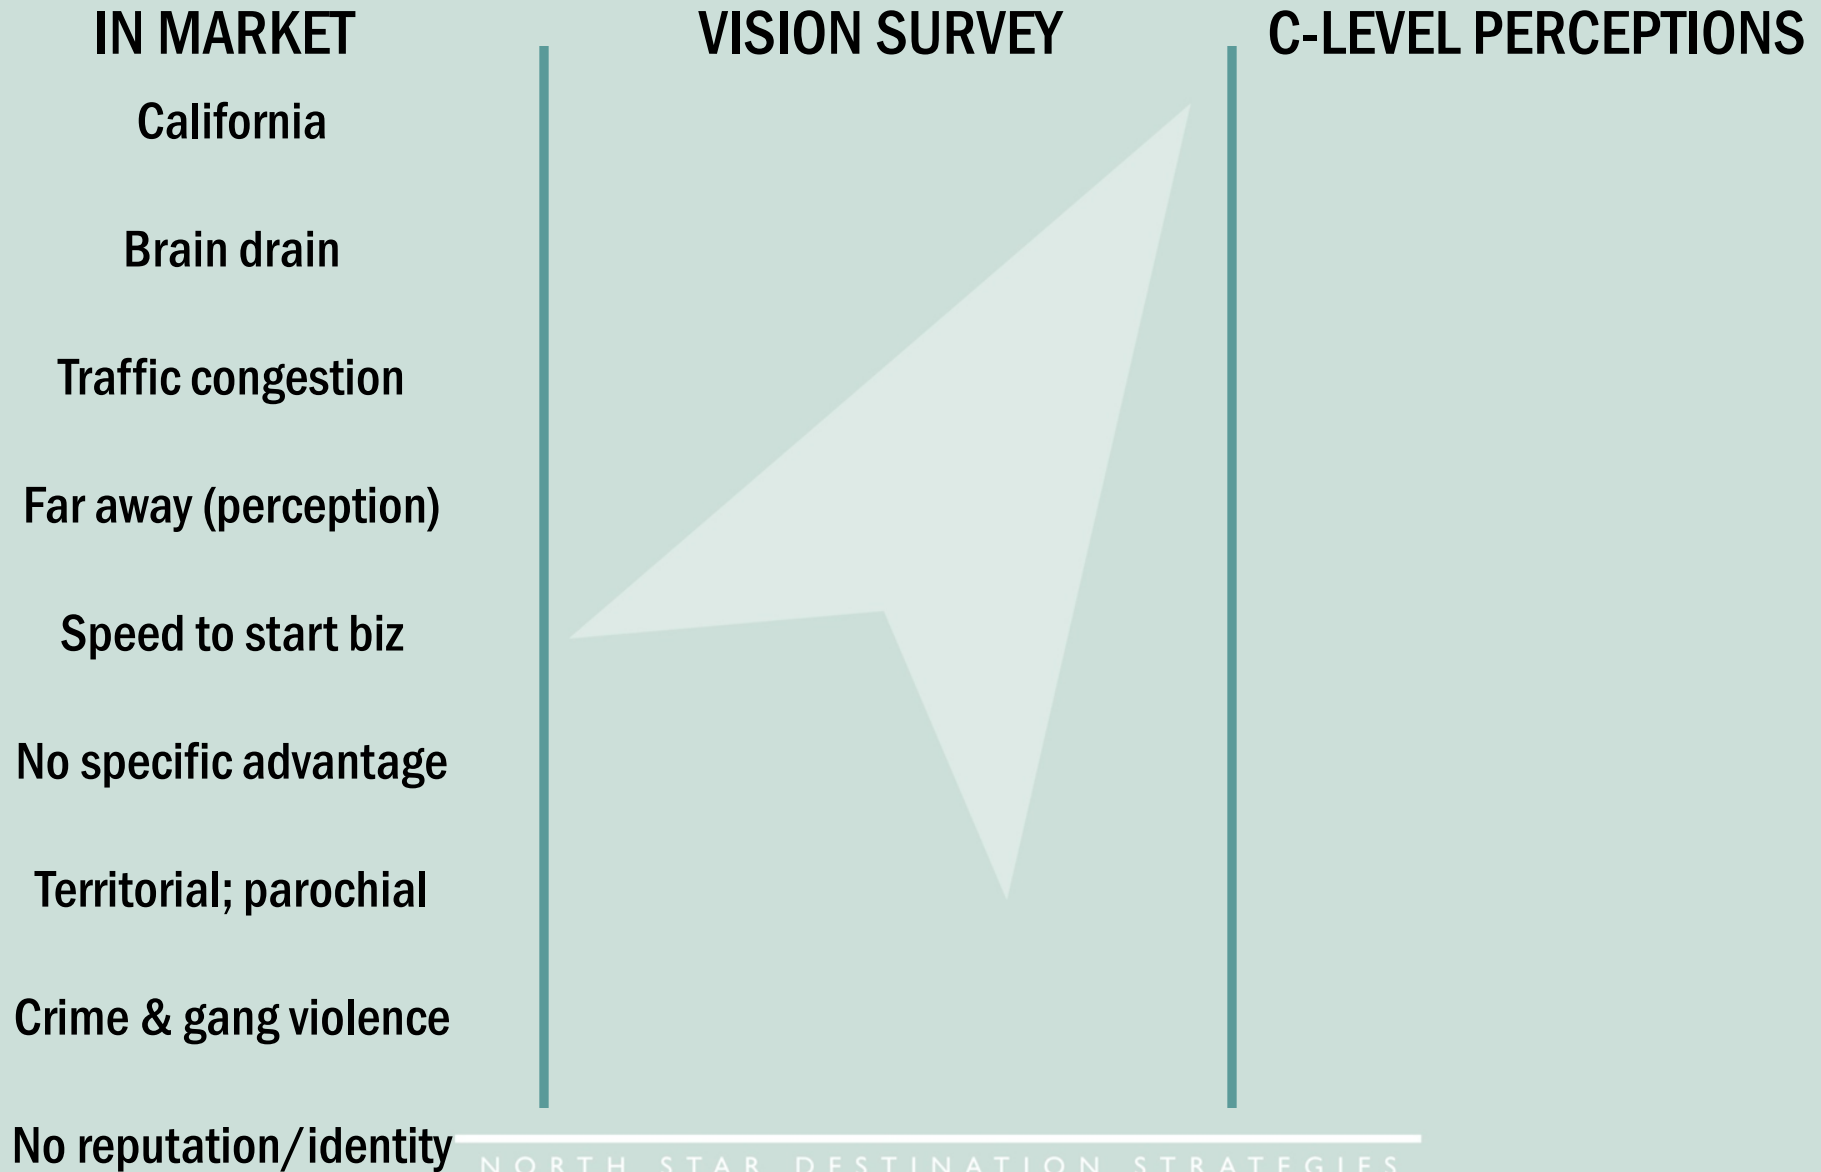 IN MARKET
VISION SURVEY
C-LEVEL PERCEPTIONS
California
Brain drain
Traffic congestion
Far away (perception)
Speed to start biz
No specific advantage
Territorial; parochial
Crime & gang violence
No reputation/identity
NORTH STAR DESTINATION STRATEGIES